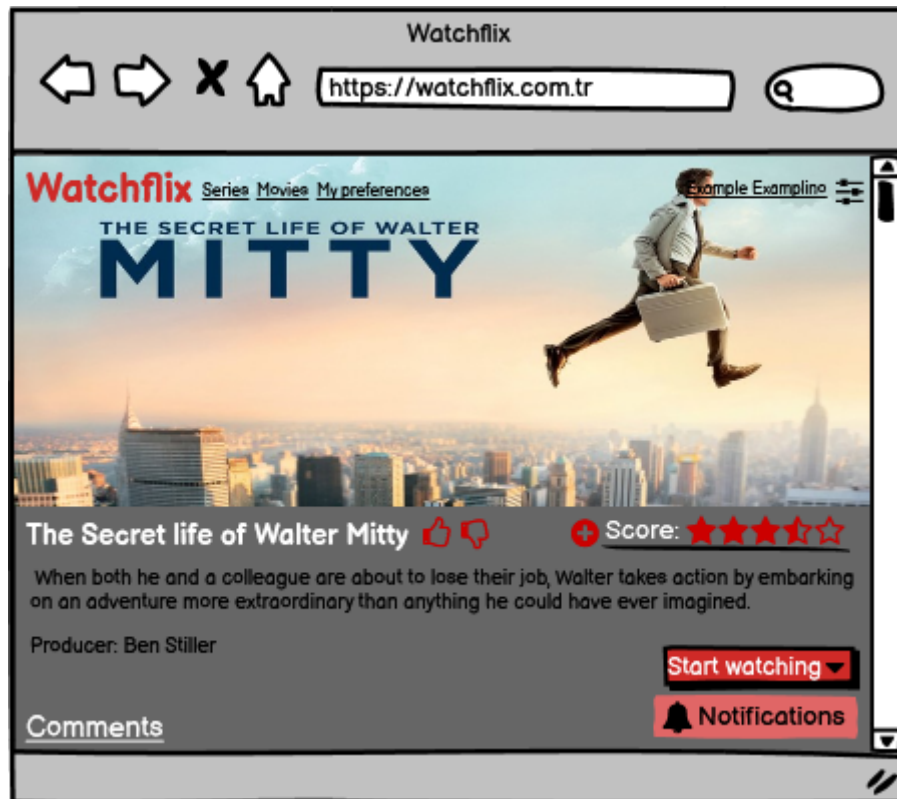 Watchflix
https://watchflix.com.tr
Watchflix Series Movies My preferences Example Examplino
THE SECRET LIFE OF WALTER
MITTY
The Secret life of Walter Mitty Score:
When both he and a colleague are about to lose their job, Walter takes action by embarking
on an adventure more extraordinary than anything he could have ever imagined.
Producer: Ben Stiller
Start watching
Notifications
Comments